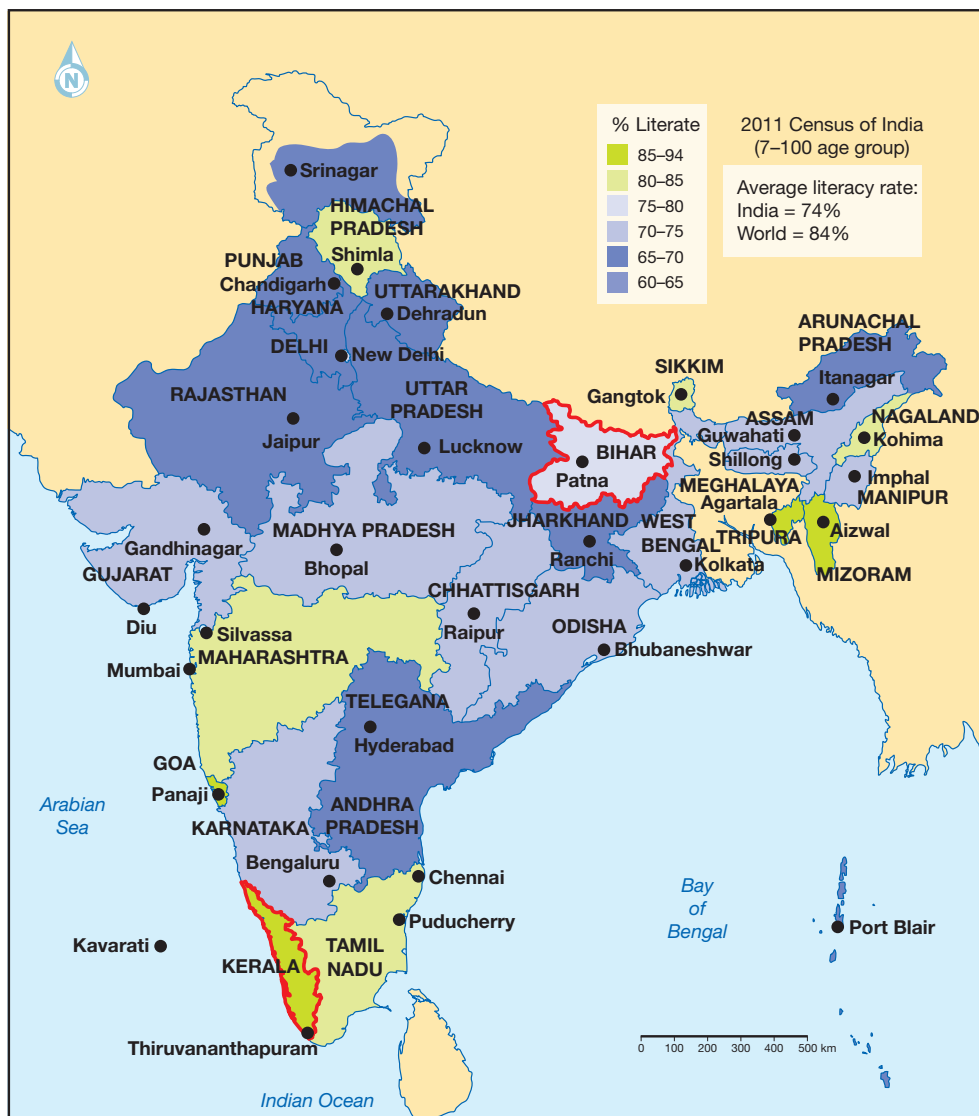 N
% Literate
85–94
80–85
75–80
70–75
65–70
60–65
2011 Census of India
(7–100 age group)
Average literacy rate:
India = 74%
World = 84%
Srinagar
HIMACHAL
PRADESH
Shimla
PUNJAB
Chandigarh
HARYANA
UTTARAKHAND
Dehradun
DELHI
New Delhi
RAJASTHAN
Jaipur
UTTAR
PRADESH
Lucknow
SIKKIM
Gangtok
ARUNACHAL
PRADESH
Itanagar
ASSAM
Guwahati
NAGALAND
Kohima
Shillong
MEGHALAYA
Imphal
MANIPUR
Agartala
TRIPURA
Aizwal
MIZORAM
BIHAR
Patna
JHARKHAND
Ranchi
WEST
BENGAL
Kolkata
MADHYA PRADESH
Bhopal
Gandhinagar
GUJARAT
Diu
CHHATTISGARH
Raipur
ODISHA
Bhubaneshwar
Silvassa
MAHARASHTRA
Mumbai
TELEGANA
Hyderabad
GOA
Panaji
ANDHRA
PRADESH
KARNATAKA
Bengaluru
Chennai
Puducherry
TAMIL
NADU
KERALA
Kavarati
Thiruvananthapuram
Port Blair
Arabian
Sea
Bay
of
Bengal
Indian Ocean
0 100 200 300 400 500 km